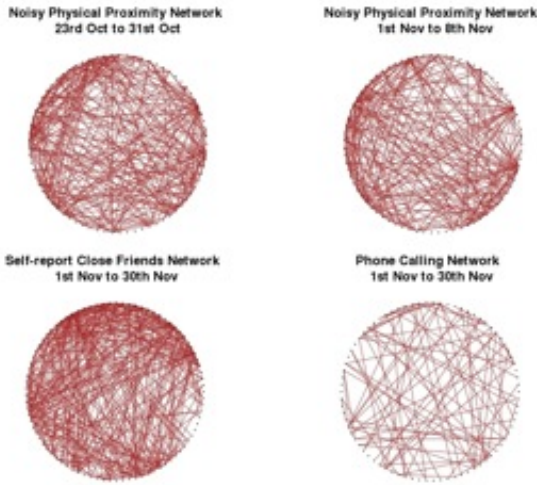 Noisy Physical Proximity Network
23rd Oct to 31st Oct
Noisy Physical Proximity Network
1st Nov to 8th Nov
Self-report Close Friends Network
1st Nov to 30th Nov
Phone Calling Network
1st Nov to 30th Nov